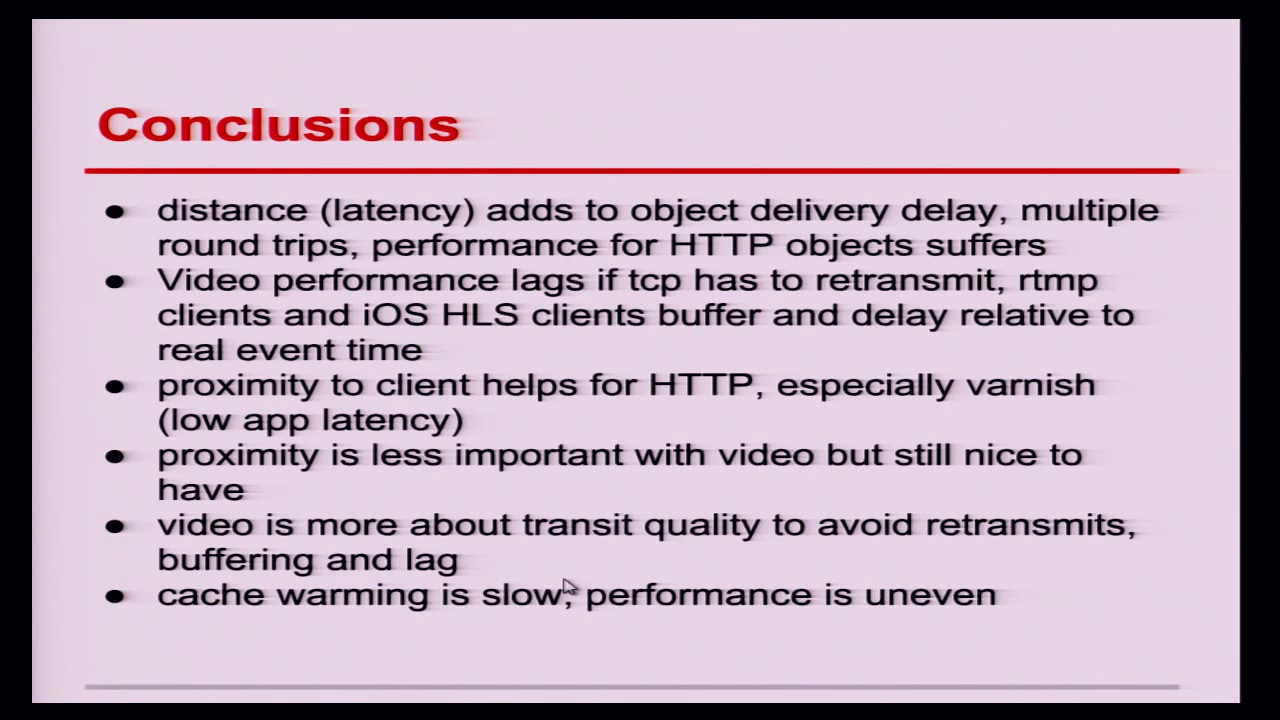 Conclusions
● distance (latency) adds to object delivery delay, multiple
round trips, performance for HTTP objects suffers
● Video performance lags if tcp has to retransmit, rtmp
clients and iOS HLS clients buffer and delay relative to
real event time
● proximity to client helps for HTTP, especially varnish
(low app latency)
● proximity is less important with video but still nice to
have
● video is more about transit quality to avoid retransmits,
buffering and lag
● cache warming is slow, performance is uneven